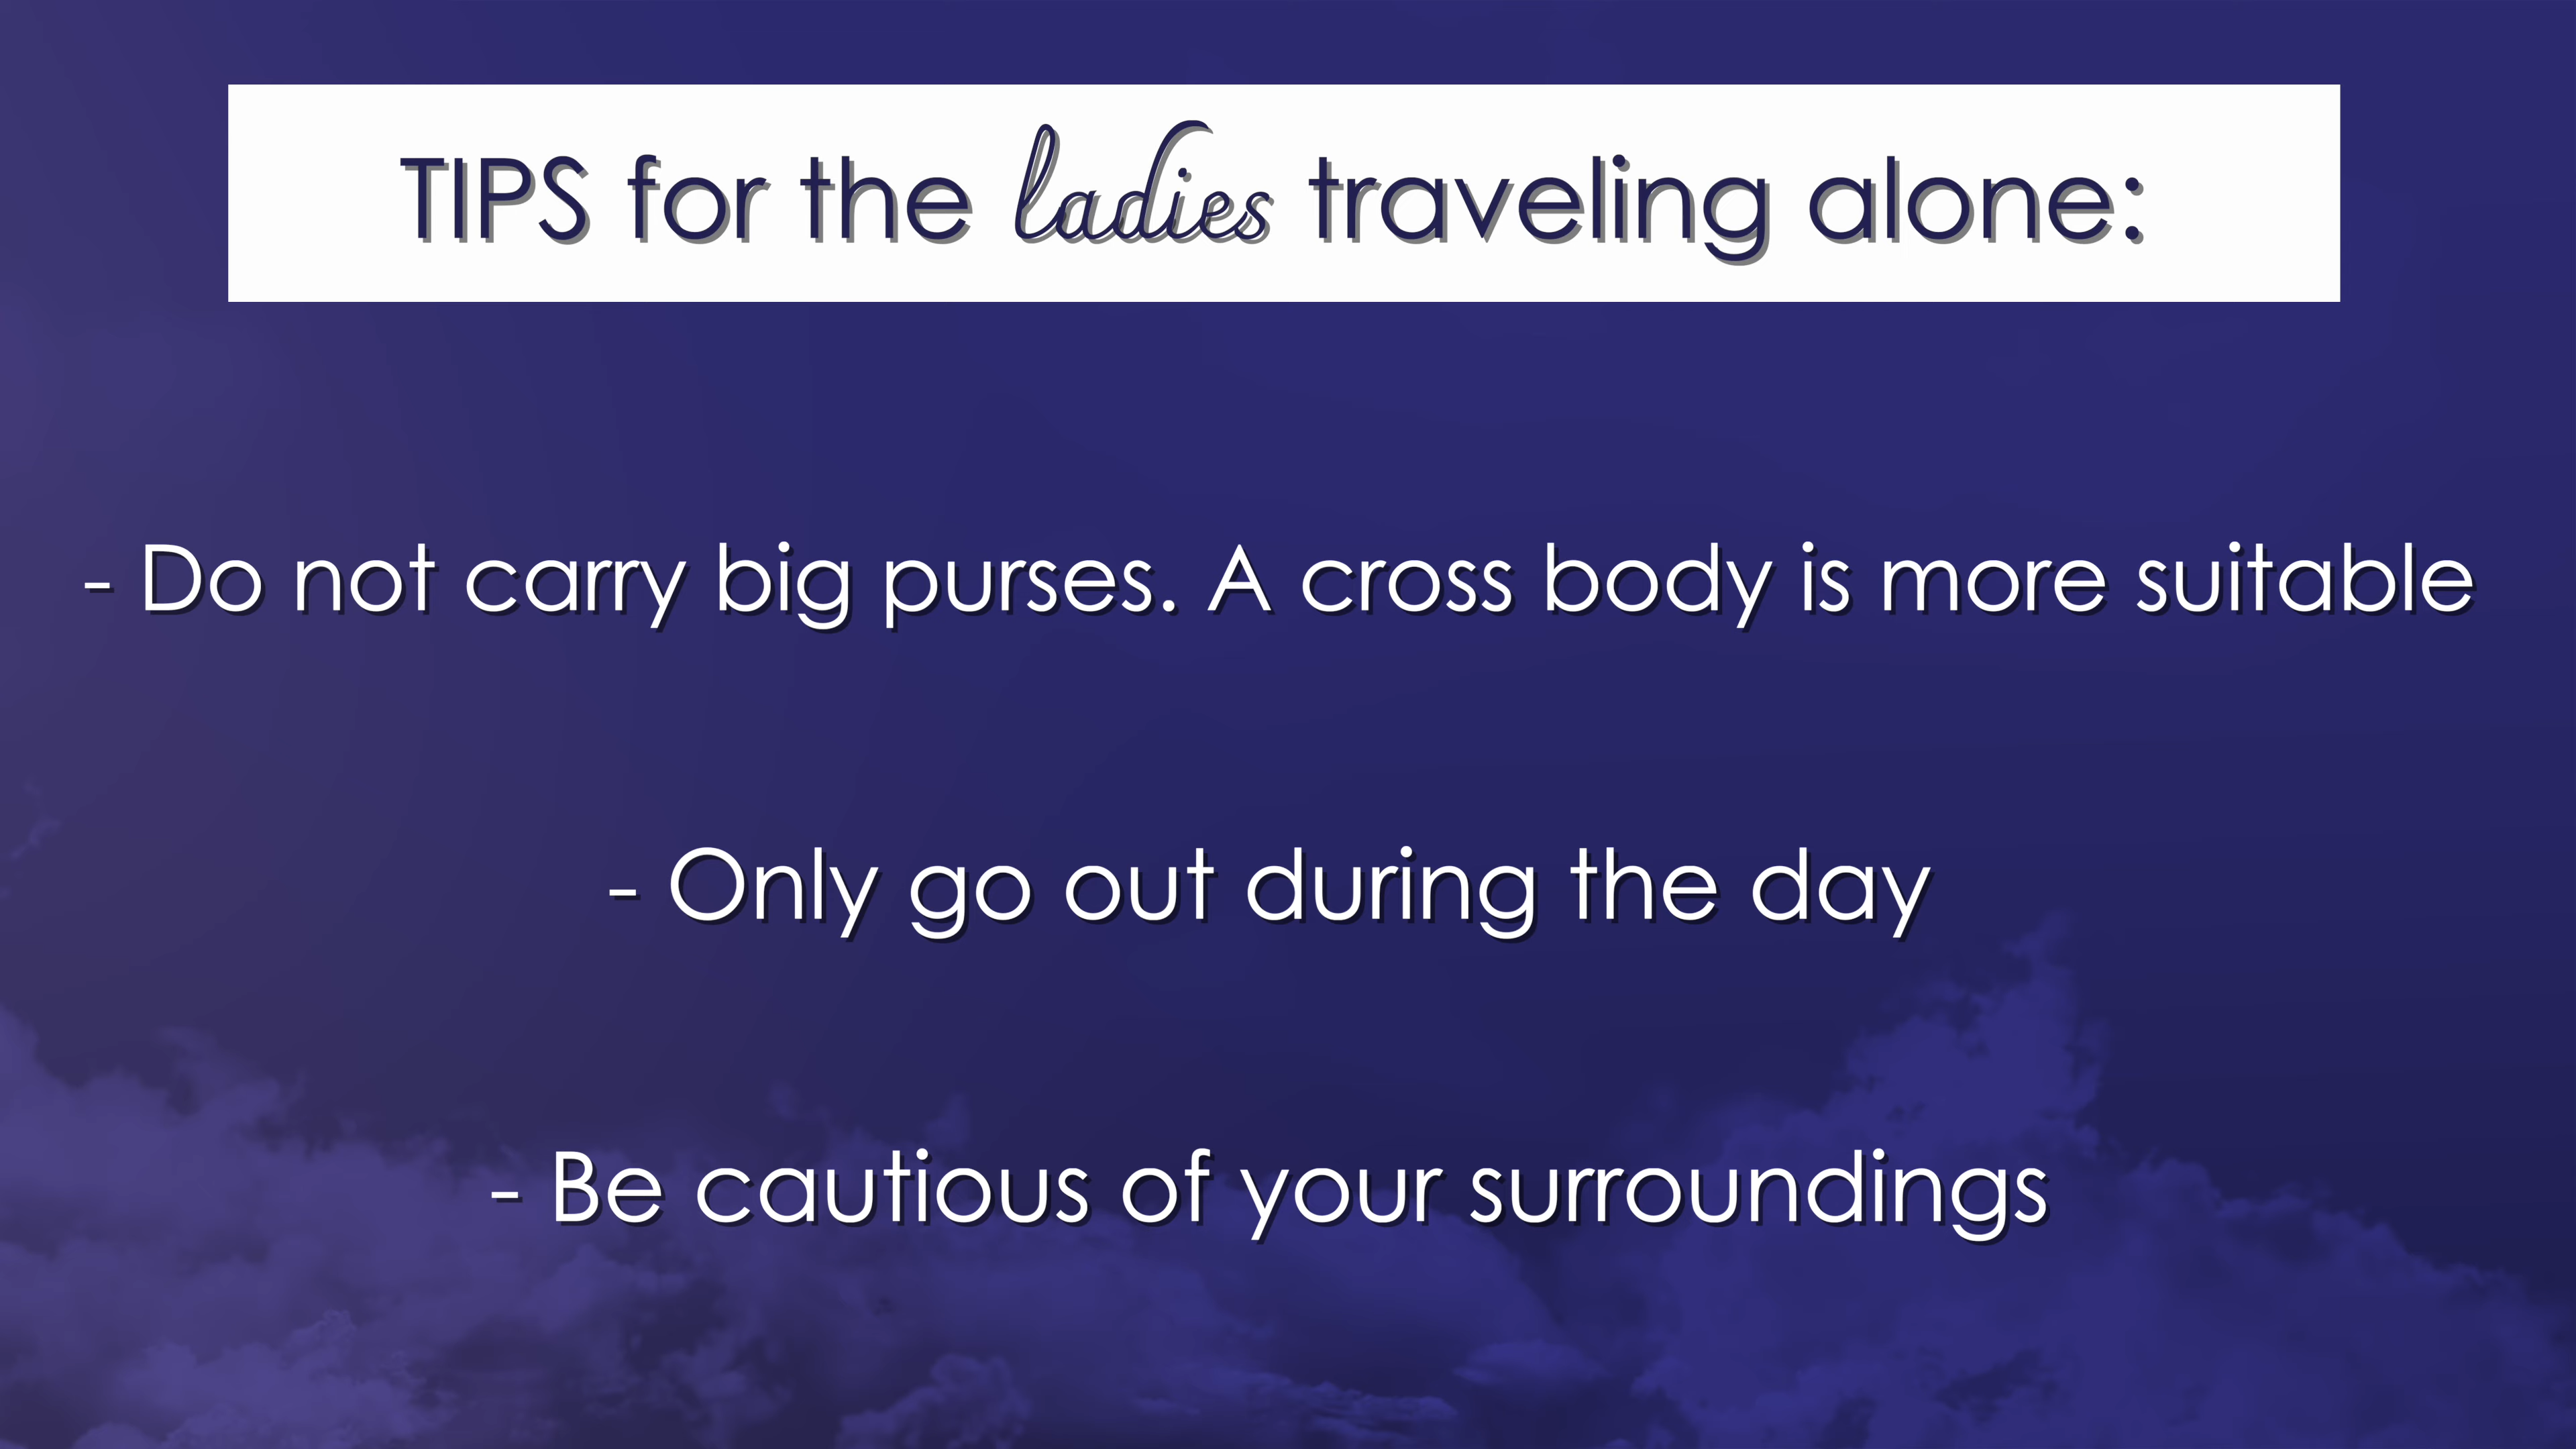 TIPS for the ladies traveling alone:
- Do not carry big purses. A cross body is more suitable
- Only go out during the day
- Be cautious of your surroundings